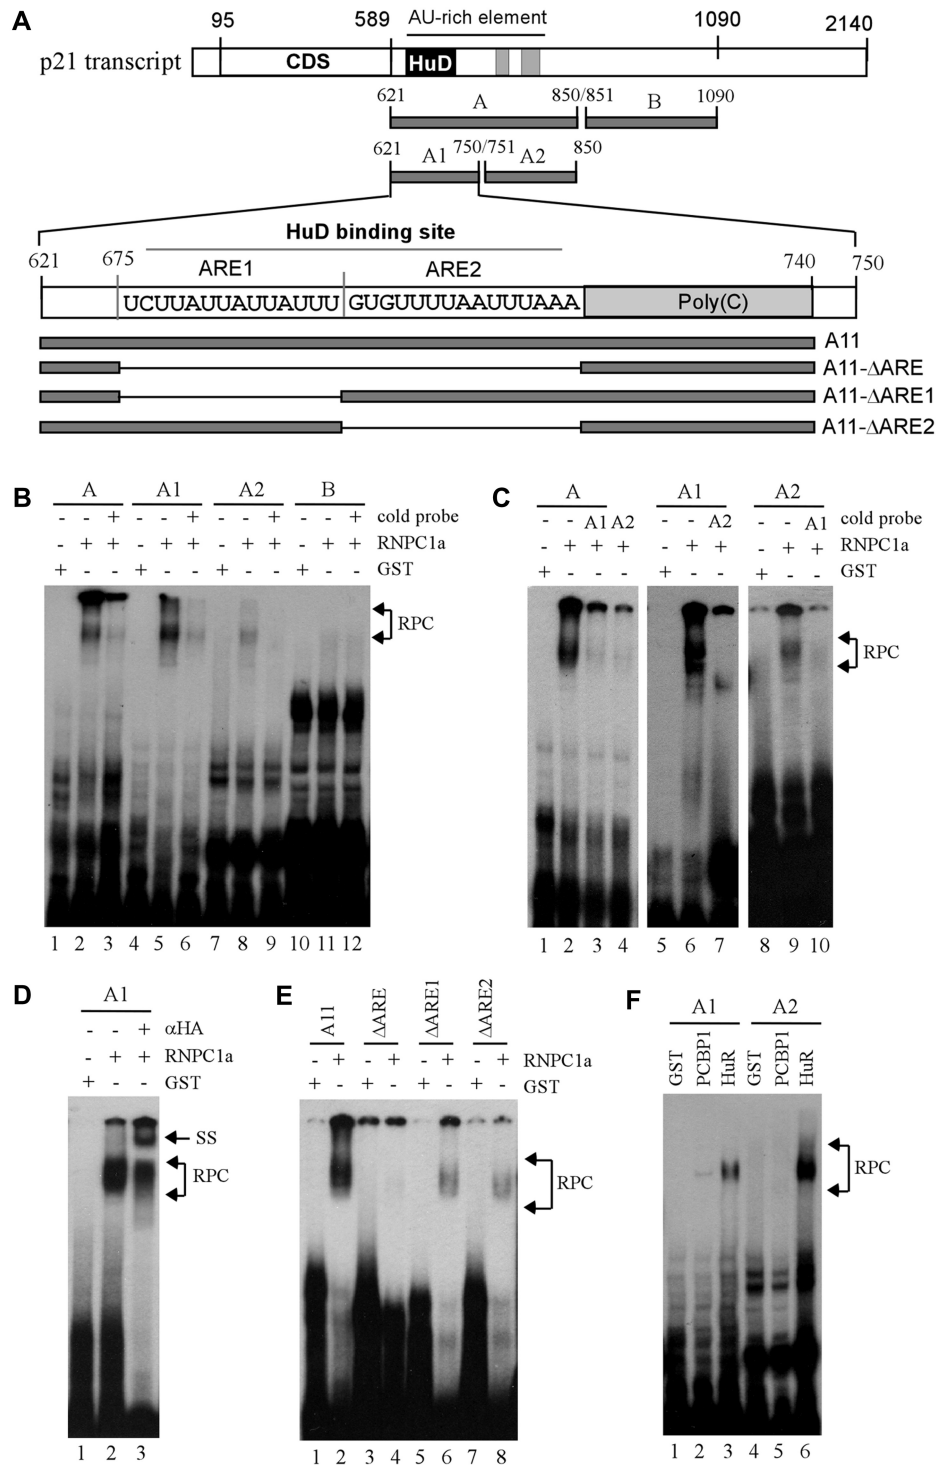 A
95 589 AU-rich element 1090 2140
p21 transcript CDS HuD
621 A 850/851 B 1090
621 A1 750/751 A2 850
HuD binding site
621 675 ARE1 ARE2 740 750
UCUUAUUAUUAUUU GUGUUUUAAUUUAAA Poly(C)
A11
A11-ΔARE
A11-ΔARE1
A11-ΔARE2
B
A A1 A2 B
- - + - - + - - + - - + cold probe
- + + - + + - + + - + + RNPC1a
+ - - + - - + - - + - - GST
RPC
1 2 3 4 5 6 7 8 9 10 11 12
C
A A1 A2
- - A1 A2 - - A2 - - A1 cold probe
- + + + - + + - + + RNPC1a
+ - - - + - - + - - GST
RPC
1 2 3 4 5 6 7 8 9 10
D
A1
- - + αHA
- + + RNPC1a
+ - - GST
SS
RPC
1 2 3
E
A11 ΔARE ΔARE1 ΔARE2
- + - + - + - + RNPC1a
+ - + - + - + - GST
RPC
1 2 3 4 5 6 7 8
F
A1 A2
GST PCBP1 HuR GST PCBP1 HuR
RPC
1 2 3 4 5 6